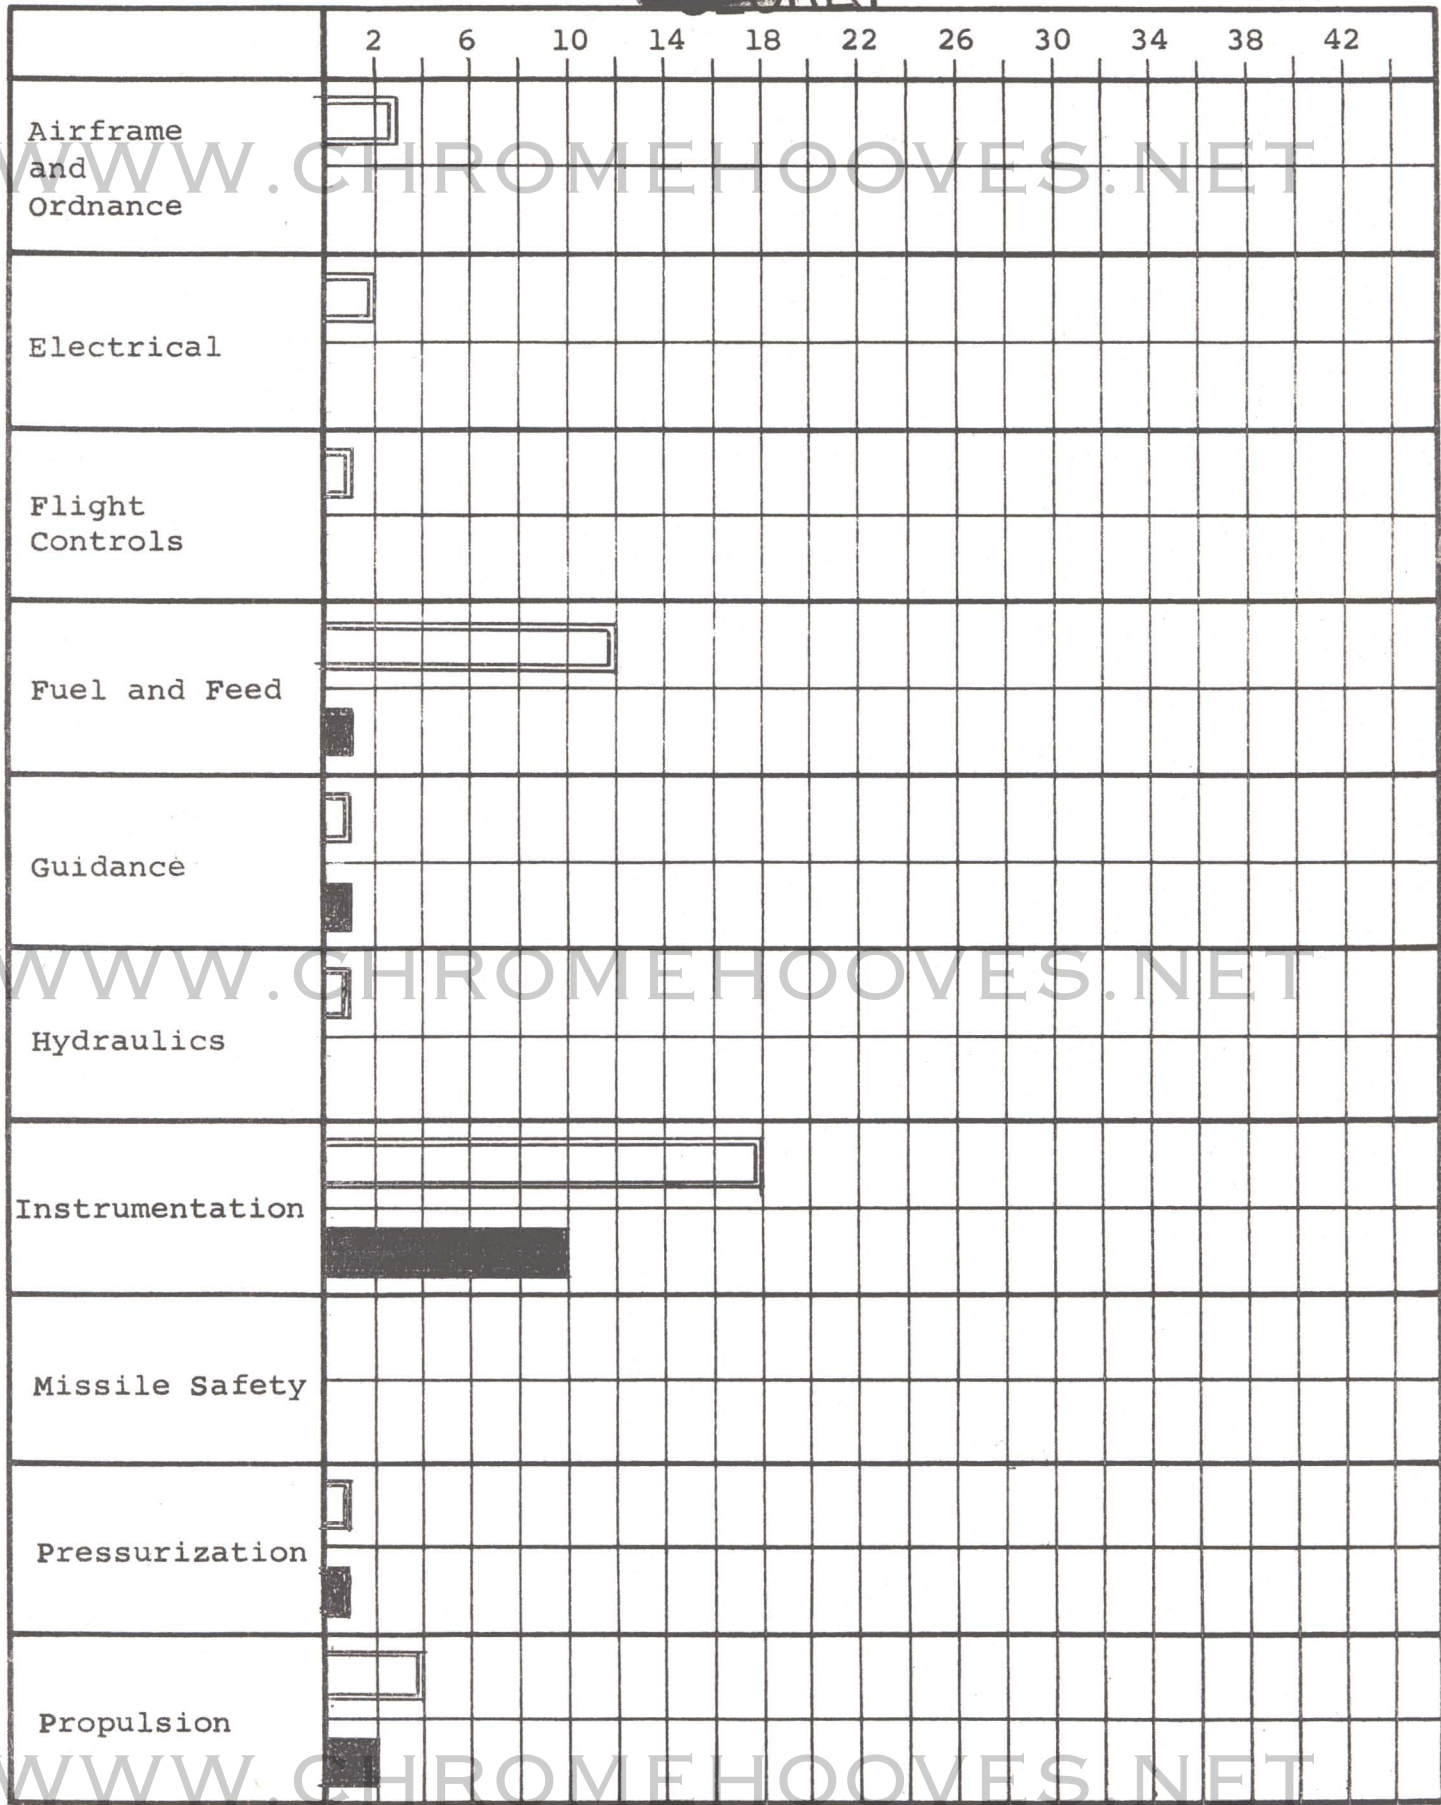 2 6 10 14 18 22 26 30 34 38 42
Airframe
and
Ordnance
WWW.CHROMEHOOVES.NET
Electrical
Flight
Controls
Fuel and Feed
Guidance
WWW.CHROMEHOOVES.NET
Hydraulics
Instrumentation
Missile Safety
Pressurization
Propulsion
WWW.CHROMEHOOVES.NET